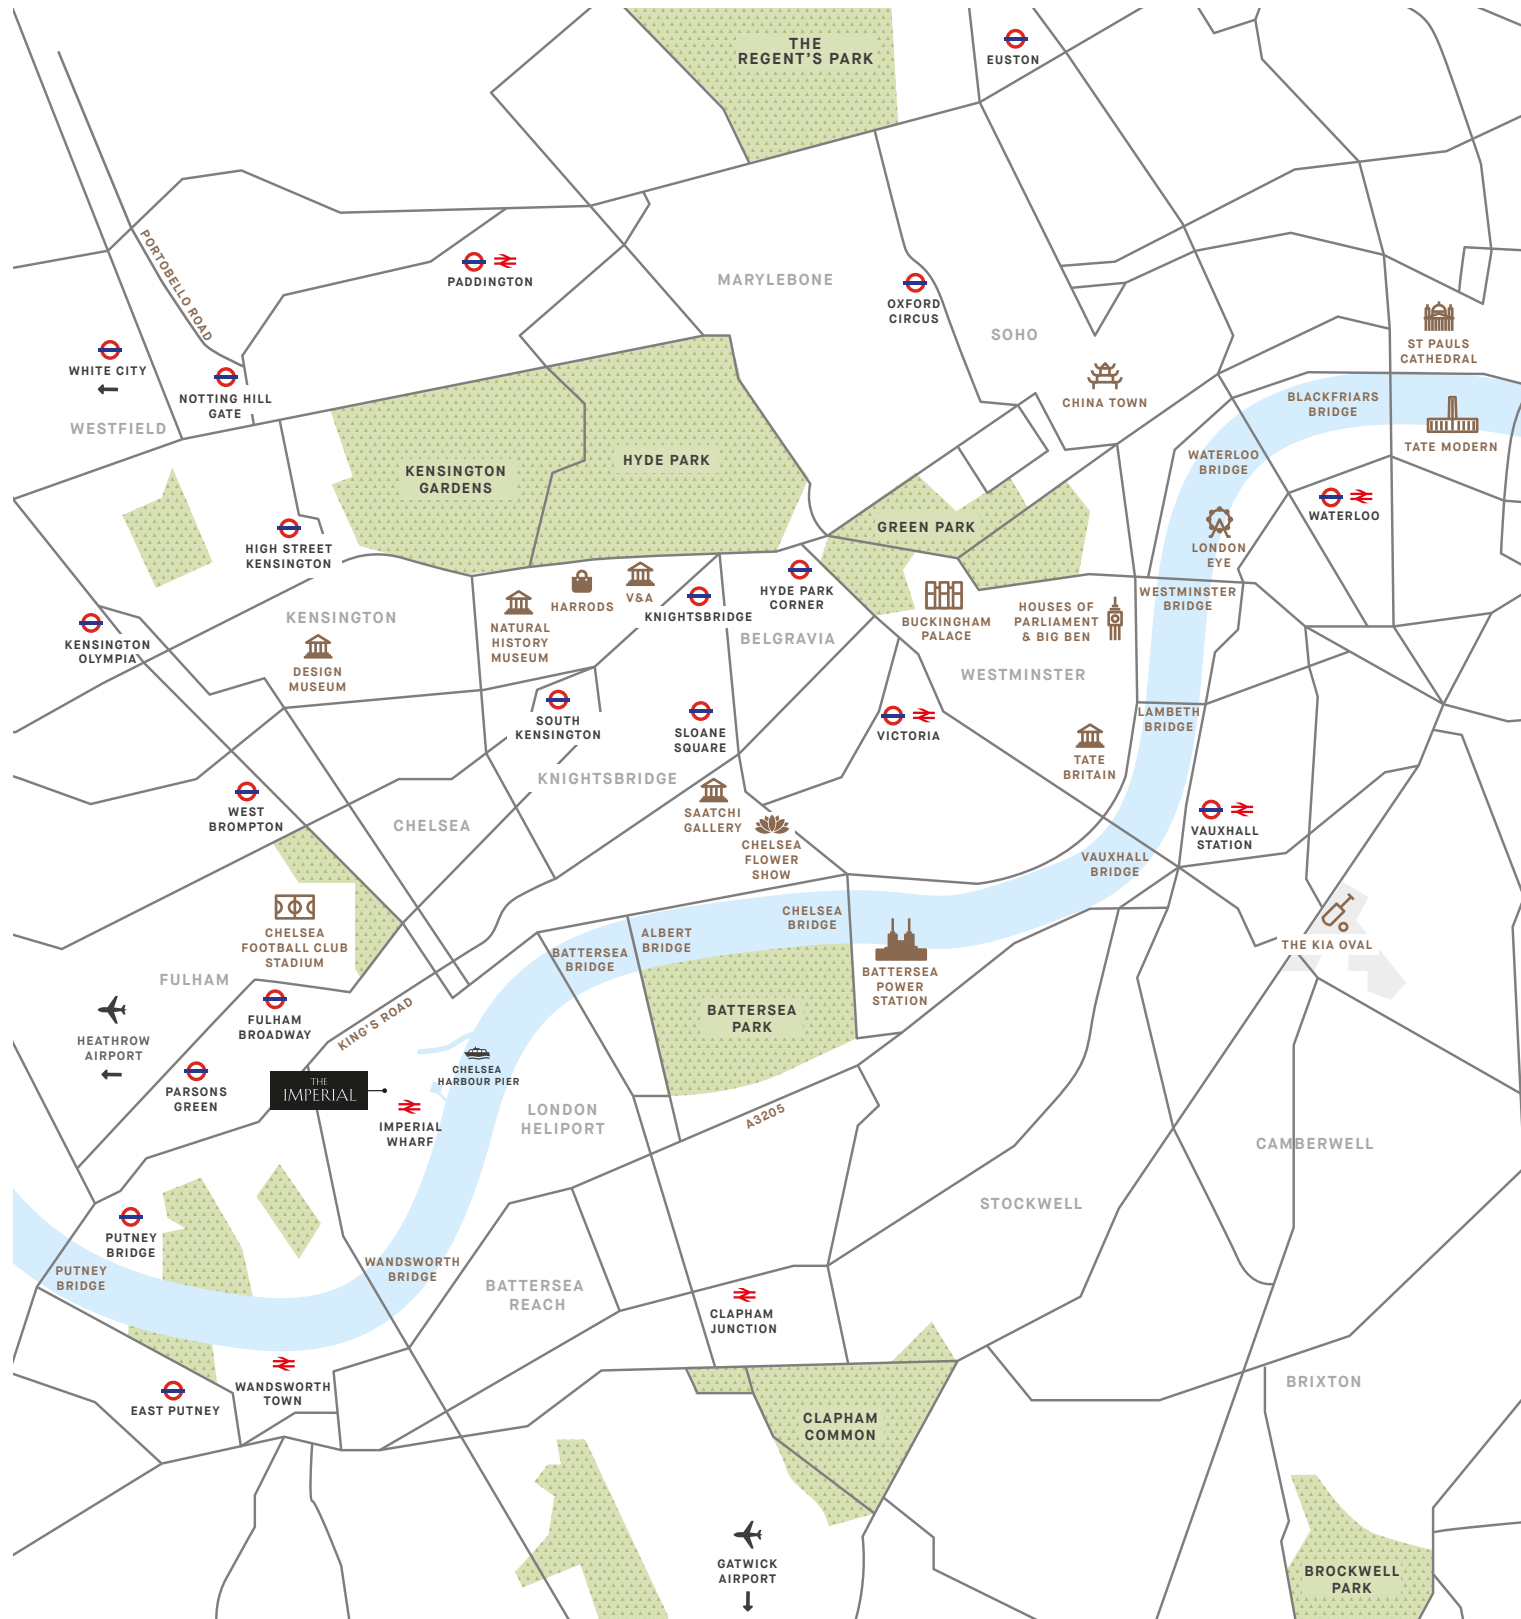 THE
REGENT'S PARK
EUSTON
PORTOBELLO ROAD
PADDINGTON
MARYLEBONE
OXFORD
CIRCUS
SOHO
ST PAULS
CATHEDRAL
WHITE CITY
NOTTING HILL
GATE
WESTFIELD
CHINA TOWN
BLACKFRIARS
BRIDGE
TATE MODERN
KENSINGTON
GARDENS
HYDE PARK
WATERLOO
BRIDGE
WATERLOO
GREEN PARK
HIGH STREET
KENSINGTON
LONDON
EYE
KENSINGTON
OLYMPIA
KENSINGTON
DESIGN
MUSEUM
NATURAL
HISTORY
MUSEUM
HARRODS
V&A
KNIGHTSBRIDGE
HYDE PARK
CORNER
BELGRAVIA
BUCKINGHAM
PALACE
HOUSES OF
PARLIAMENT
& BIG BEN
WESTMINSTER
BRIDGE
WESTMINSTER
SOUTH
KENSINGTON
SLOANE
SQUARE
VICTORIA
LAMBETH
BRIDGE
TATE
BRITAIN
KNIGHTSBRIDGE
WEST
BROMPTON
CHELSEA
SAATCHI
GALLERY
CHELSEA
FLOWER
SHOW
VAUXHALL
STATION
VAUXHALL
BRIDGE
CHELSEA
FOOTBALL CLUB
STADIUM
CHELSEA
BRIDGE
ALBERT
BRIDGE
BATTERSEA
BRIDGE
BATTERSEA
POWER
STATION
THE KIA OVAL
FULHAM
FULHAM
BROADWAY
KING'S ROAD
BATTERSEA
PARK
HEATHROW
AIRPORT
PARSONS
GREEN
THE
IMPERIAL
CHELSEA
HARBOUR PIER
IMPERIAL
WHARF
LONDON
HELIPORT
A3205
CAMBERWELL
STOCKWELL
PUTNEY
BRIDGE
PUTNEY
BRIDGE
WANDSWORTH
BRIDGE
BATTERSEA
REACH
CLAPHAM
JUNCTION
WANDSWORTH
TOWN
EAST PUTNEY
BRIXTON
CLAPHAM
COMMON
GATWICK
AIRPORT
BROCKWELL
PARK